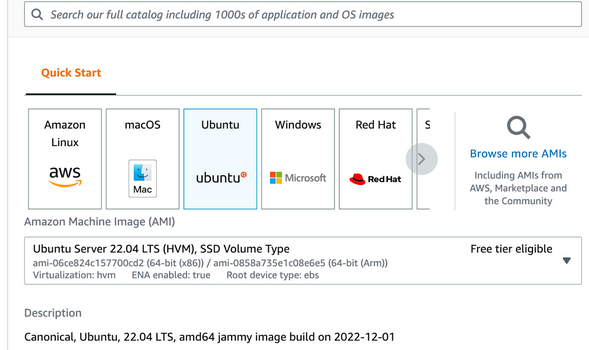 Search our full catalog including 1000s of application and OS images
Quick Start
Amazon
Linux
aws
macOS
Mac
Ubuntu
ubuntu
Windows
Microsoft
Red Hat
Red Hat
S
Browse more AMIs
Including AMIs from
AWS, Marketplace and
the Community
Amazon Machine Image (AMI)
Ubuntu Server 22.04 LTS (HVM), SSD Volume Type
Free tier eligible
ami-06ce824c157700cd2 (64-bit (x86)) / ami-0858a735e1c08e6e5 (64-bit (Arm))
Virtualization: hvm ENA enabled: true Root device type: ebs
Description
Canonical, Ubuntu, 22.04 LTS, amd64 jammy image build on 2022-12-01